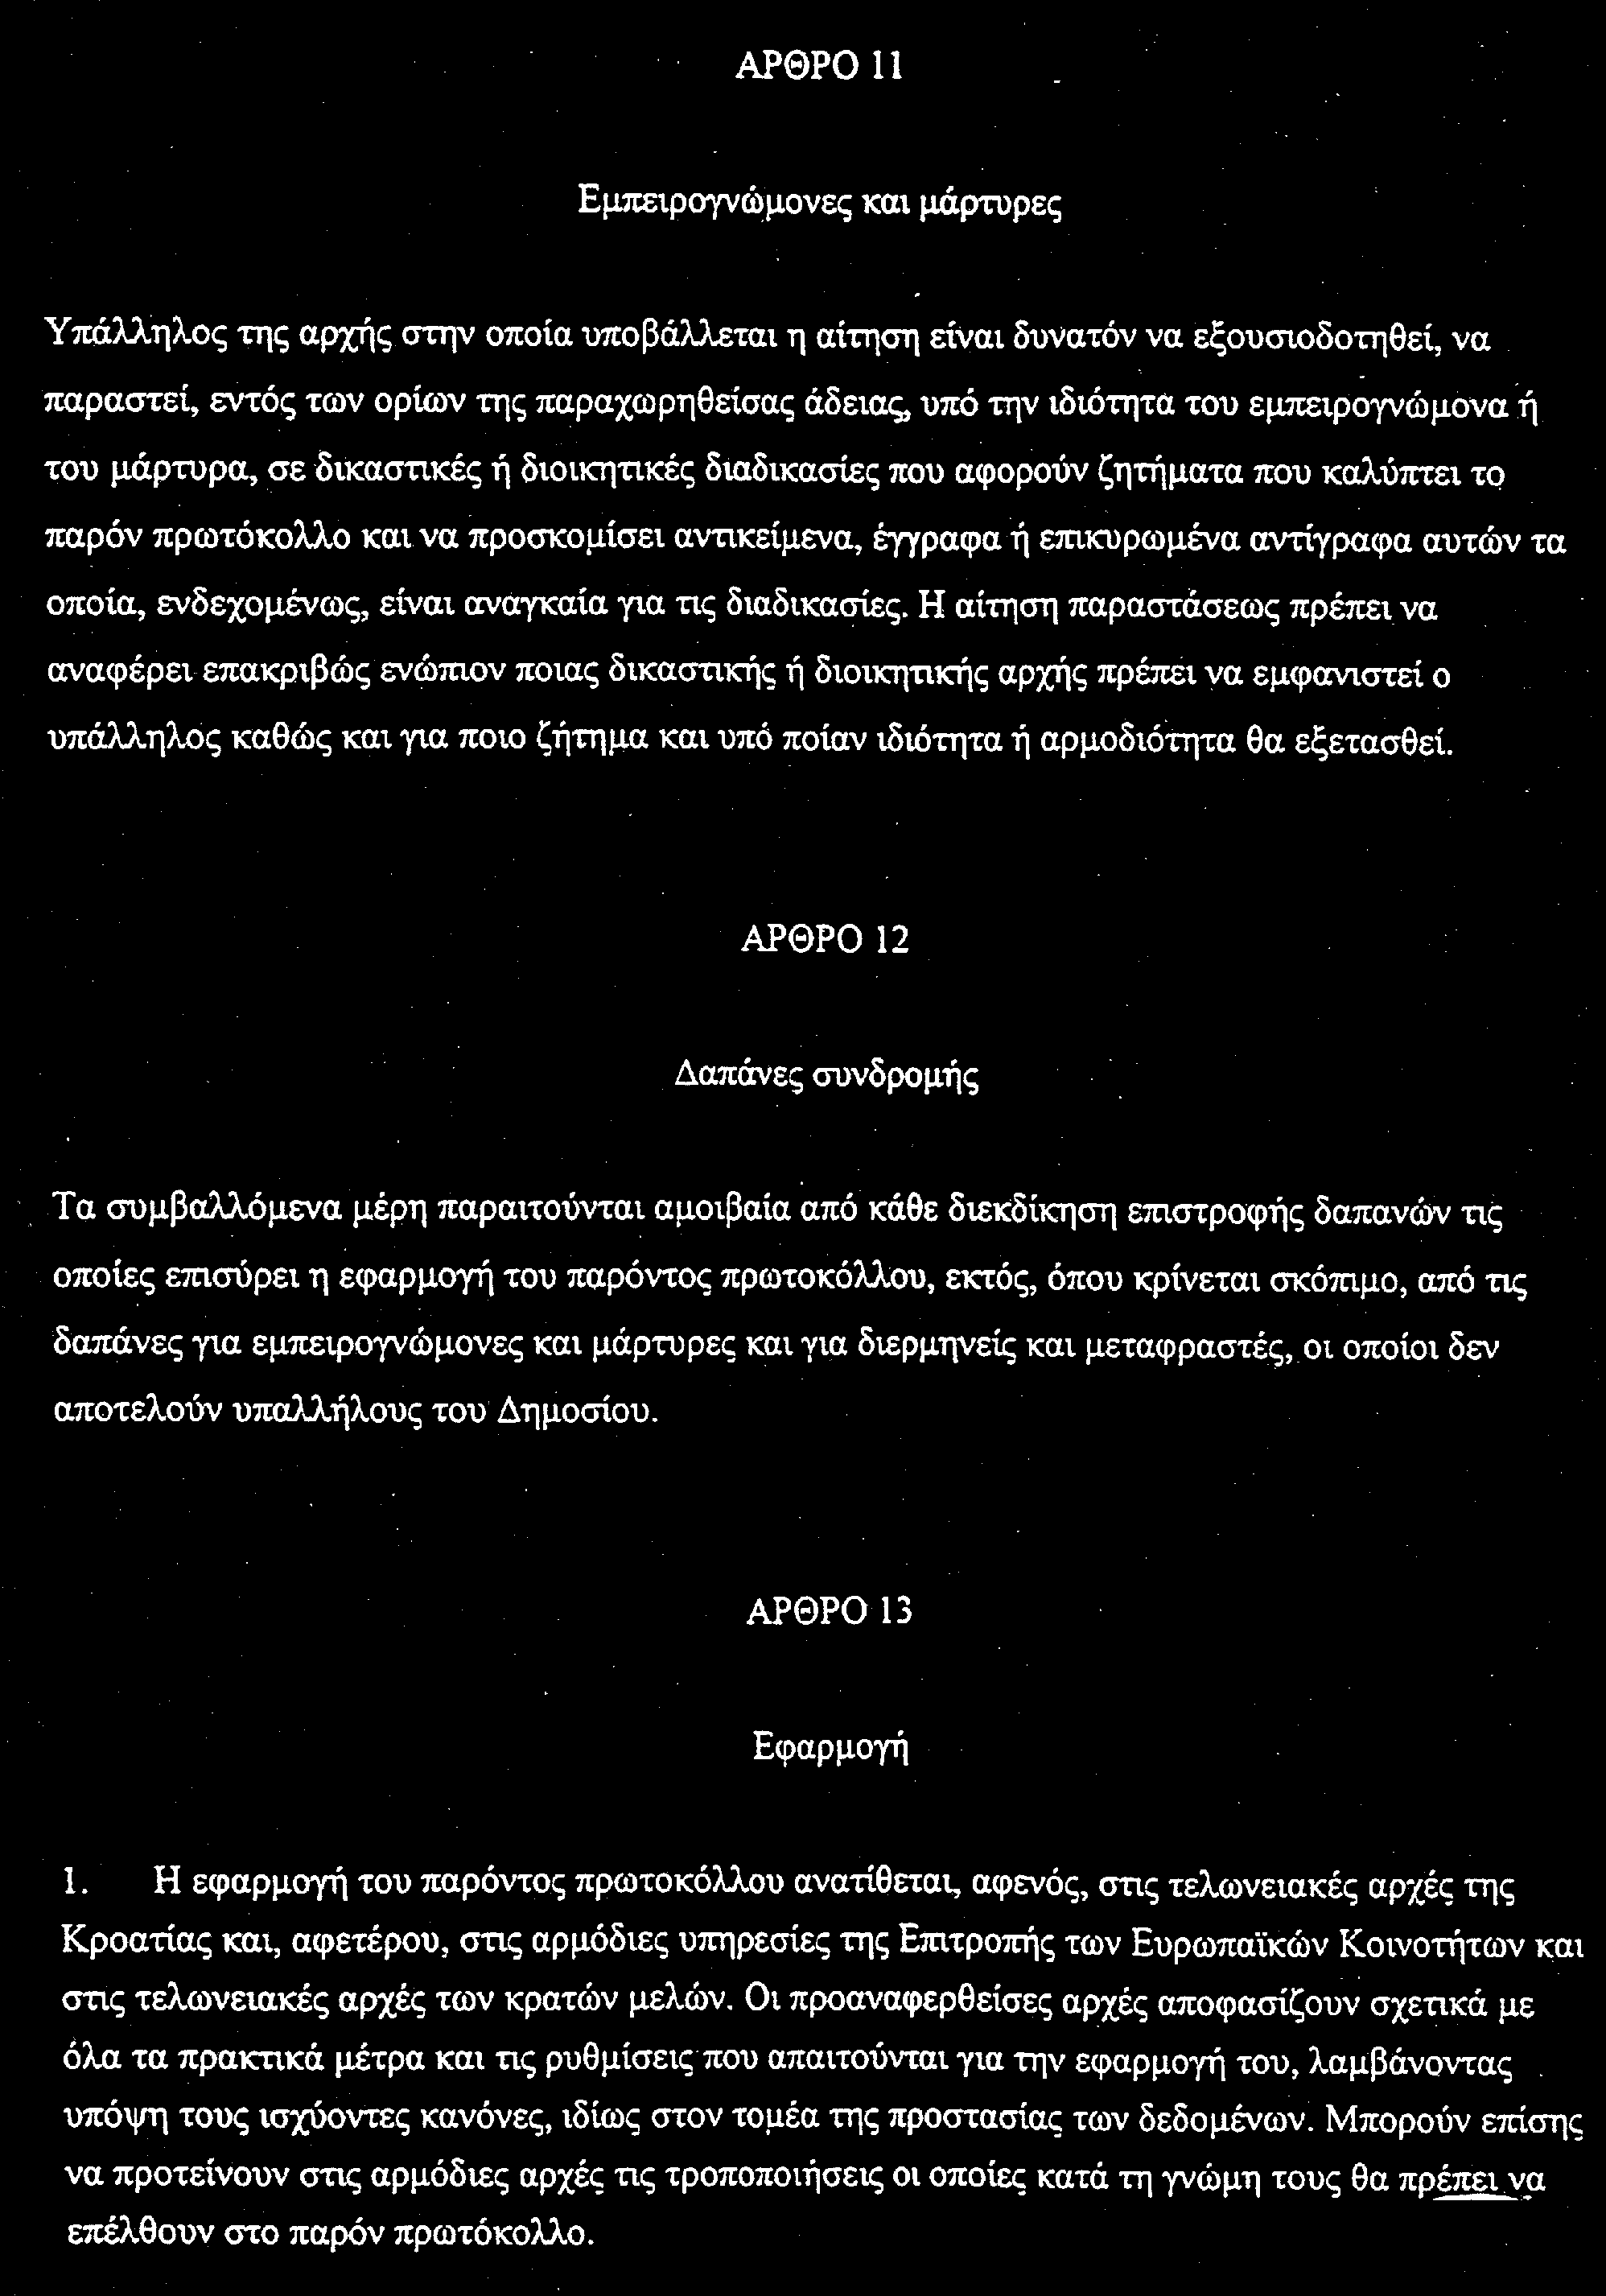 ΑΡΘΡΟ 11
Εμπειρογνώμονες και μάρτυρες
Υπάλληλος της αρχής στην οποία υποβάλλεται η αίτηση είναι δυνατόν να εξουσιοδοτηθεί, να
παραστεί, εντός των ορίων της παραχωρηθείσας άδειας, υπό την ιδιότητα του εμπειρογνώμονα ή
του μάρτυρα, σε δικαστικές ή διοικητικές διαδικασίες που αφορούν ζητήματα που καλύπτει το
παρόν πρωτόκολλο και να προσκομίσει αντικείμενα, έγγραφα ή επικυρωμένα αντίγραφα αυτών τα
οποία, ενδεχομένως, είναι αναγκαία για τις διαδικασίες. Η αίτηση παραστάσεως πρέπει να
αναφέρει επακριβώς ενώπιον ποιας δικαστικής ή διοικητικής αρχής πρέπει να εμφανιστεί ο
υπάλληλος καθώς και για ποιο ζήτημα και υπό ποίαν ιδιότητα ή αρμοδιότητα θα εξετασθεί.
ΑΡΘΡΟ 12
Δαπάνες συνδρομής
Τα συμβαλλόμενα μέρη παραιτούνται αμοιβαία από κάθε διεκδίκηση επιστροφής δαπανών τις
οποίες επισύρει η εφαρμογή του παρόντος πρωτοκόλλου, εκτός, όπου κρίνεται σκόπιμο, από τις
δαπάνες για εμπειρογνώμονες και μάρτυρες και για διερμηνείς και μεταφραστές, οι οποίοι δεν
αποτελούν υπαλλήλους του Δημοσίου.
ΑΡΘΡΟ 13
Εφαρμογή
1. Η εφαρμογή του παρόντος πρωτοκόλλου ανατίθεται, αφενός, στις τελωνειακές αρχές της
Κροατίας και, αφετέρου, στις αρμόδιες υπηρεσίες της Επιτροπής των Ευρωπαϊκών Κοινοτήτων και
στις τελωνειακές αρχές των κρατών μελών. Οι προαναφερθείσες αρχές αποφασίζουν σχετικά με
όλα τα πρακτικά μέτρα και τις ρυθμίσεις που απαιτούνται για την εφαρμογή του, λαμβάνοντας
υπόψη τους ισχύοντες κανόνες, ιδίως στον τομέα της προστασίας των δεδομένων. Μπορούν επίσης
να προτείνουν στις αρμόδιες αρχές τις τροποποιήσεις οι οποίες κατά τη γνώμη τους θα πρέπει να
επέλθουν στο παρόν πρωτόκολλο.